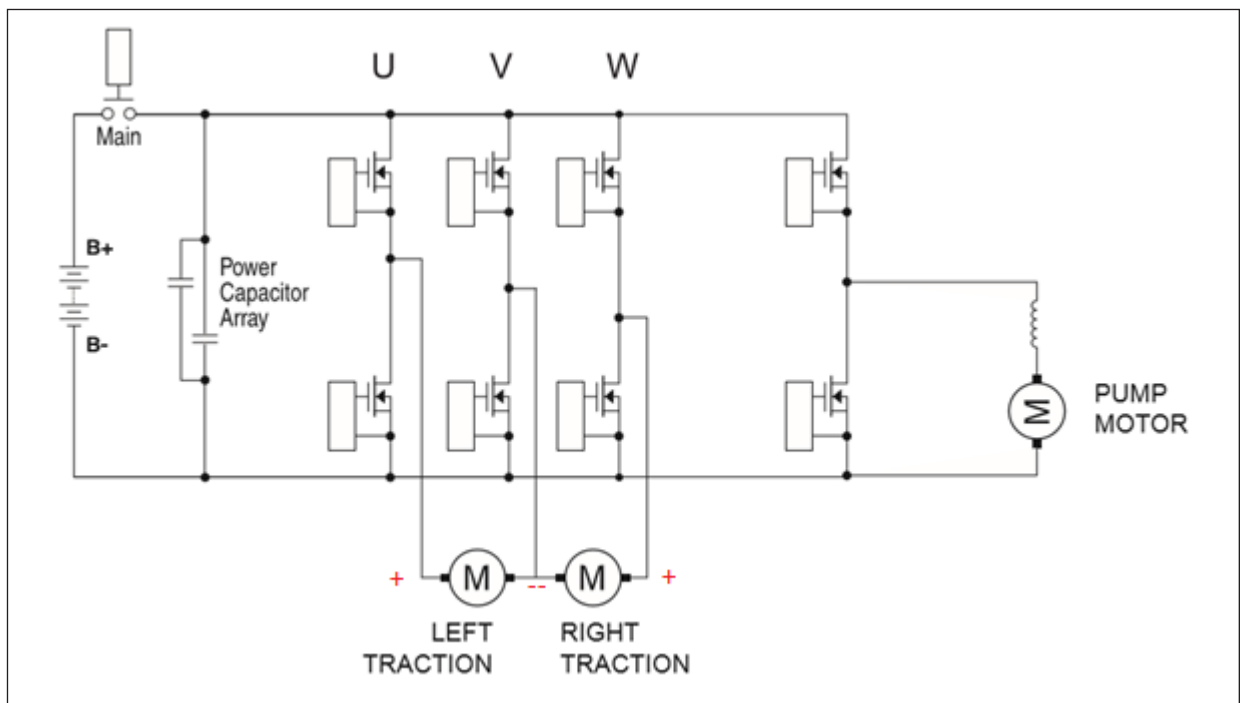 U V W
Main
B+
Power
Capacitor
Array
B-
M
PUMP
MOTOR
+ M -- M +
LEFT RIGHT
TRACTION TRACTION